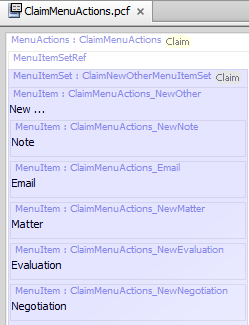 ClaimMenuActions.pcf
MenuActions : ClaimMenuActions Claim
MenuItemSetRef
MenuItemSet : ClaimNewOtherMenuItemSet Claim
MenuItem : ClaimMenuActions_NewOther
New ...
MenuItem : ClaimMenuActions_NewNote
Note
MenuItem : ClaimMenuActions_Email
Email
MenuItem : ClaimMenuActions_NewMatter
Matter
MenuItem : ClaimMenuActions_NewEvaluation
Evaluation
MenuItem : ClaimMenuActions_NewNegotiation
Negotiation